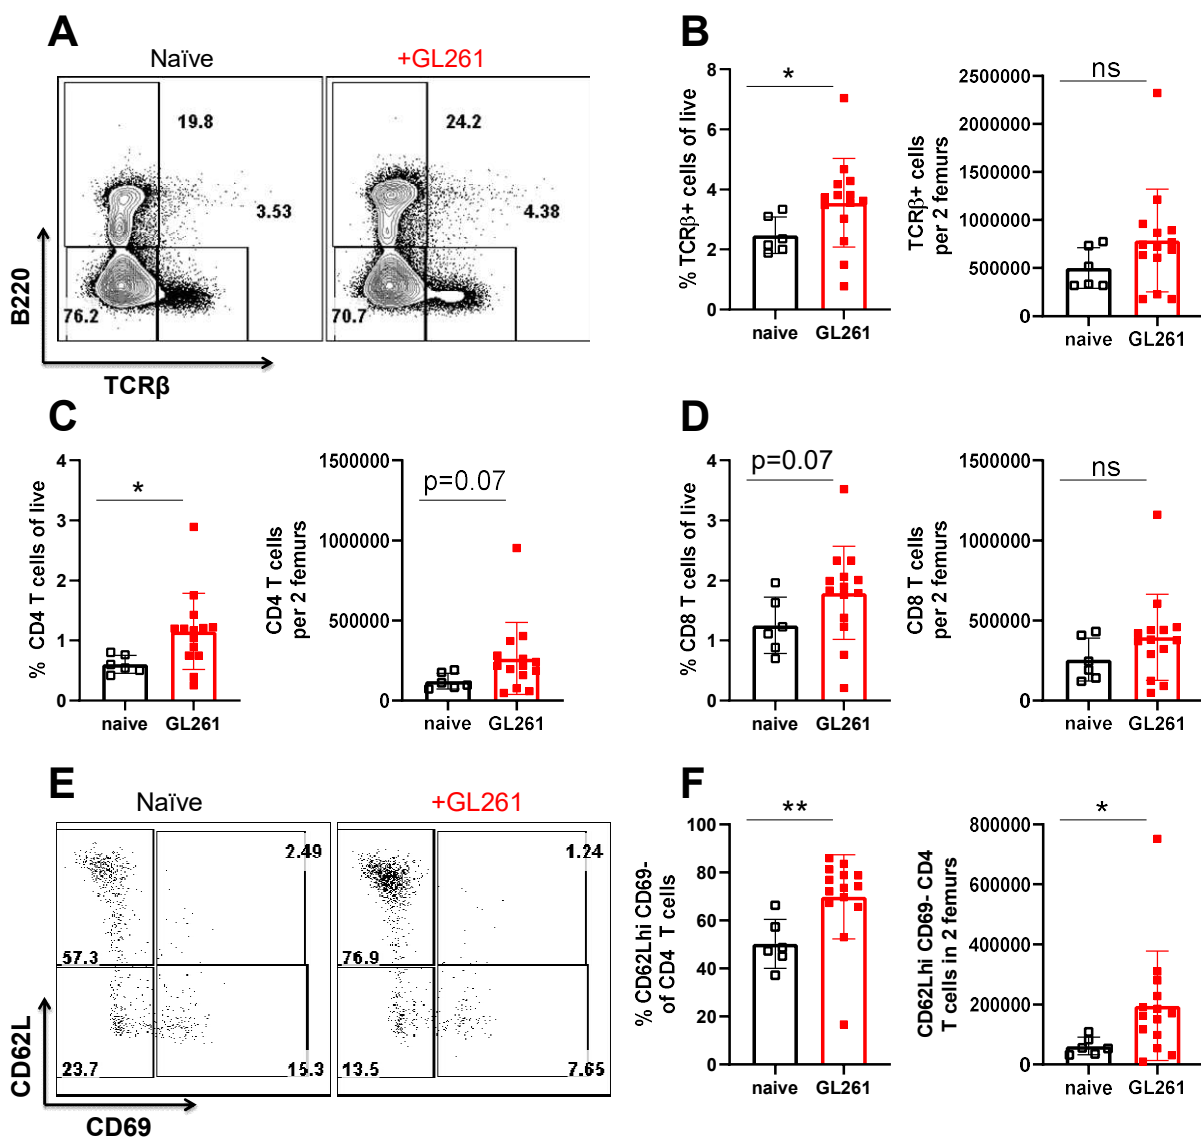 A
Naïve
+GL261
19.8
3.53
76.2
24.2
4.38
70.7
B220
TCRβ
B
% TCRβ+ cells of live
8
6
4
2
0
*
naive
GL261
TCRβ+ cells
per 2 femurs
2500000
2000000
1500000
1000000
500000
0
ns
naive
GL261
C
% CD4 T cells of live
4
3
2
1
0
*
naive
GL261
CD4 T cells
per 2 femurs
1500000
1000000
500000
0
p=0.07
naive
GL261
D
% CD8 T cells of live
4
3
2
1
0
p=0.07
naive
GL261
CD8 T cells
per 2 femurs
1500000
1000000
500000
0
ns
naive
GL261
E
Naïve
+GL261
2.49
57.3
23.7
15.3
1.24
76.9
13.5
7.65
CD62L
CD69
F
% CD62Lhi CD69-
of CD4 T cells
100
80
60
40
20
0
**
naive
GL261
CD62Lhi CD69- CD4
T cells in 2 femurs
800000
600000
400000
200000
0
*
naive
GL261